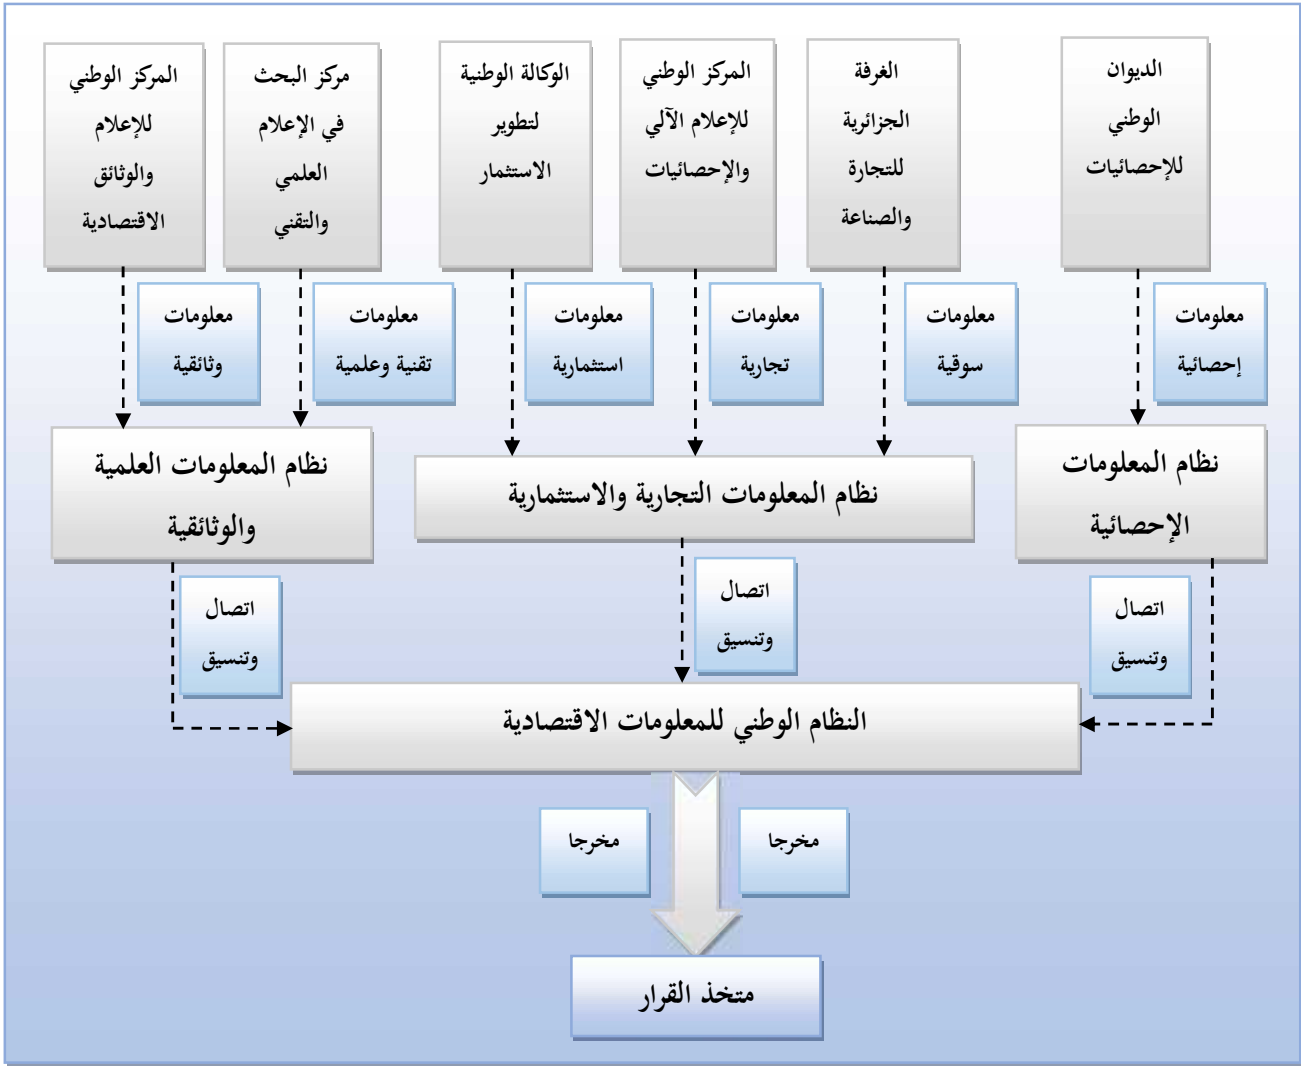 الديوان
الوطني
للإحصائيات
الغرفة
الجزائرية
للتجارة
والصناعة
المركز الوطني
للإعلام الآلي
والإحصائيات
الوكالة الوطنية
لتطوير
الاستثمار
مركز البحث
في الإعلام
العلمي
والتقني
المركز الوطني
للإعلام
والوثائق
الاقتصادية
معلومات
إحصائية
معلومات
سوقية
معلومات
تجارية
معلومات
استثمارية
معلومات
تقنية وعلمية
معلومات
وثائقية
نظام المعلومات
الإحصائية
نظام المعلومات التجارية والاستثمارية
نظام المعلومات العلمية
والوثائقية
اتصال
وتنسيق
اتصال
وتنسيق
اتصال
وتنسيق
النظام الوطني للمعلومات الاقتصادية
مخرجا
مخرجا
متخذ القرار